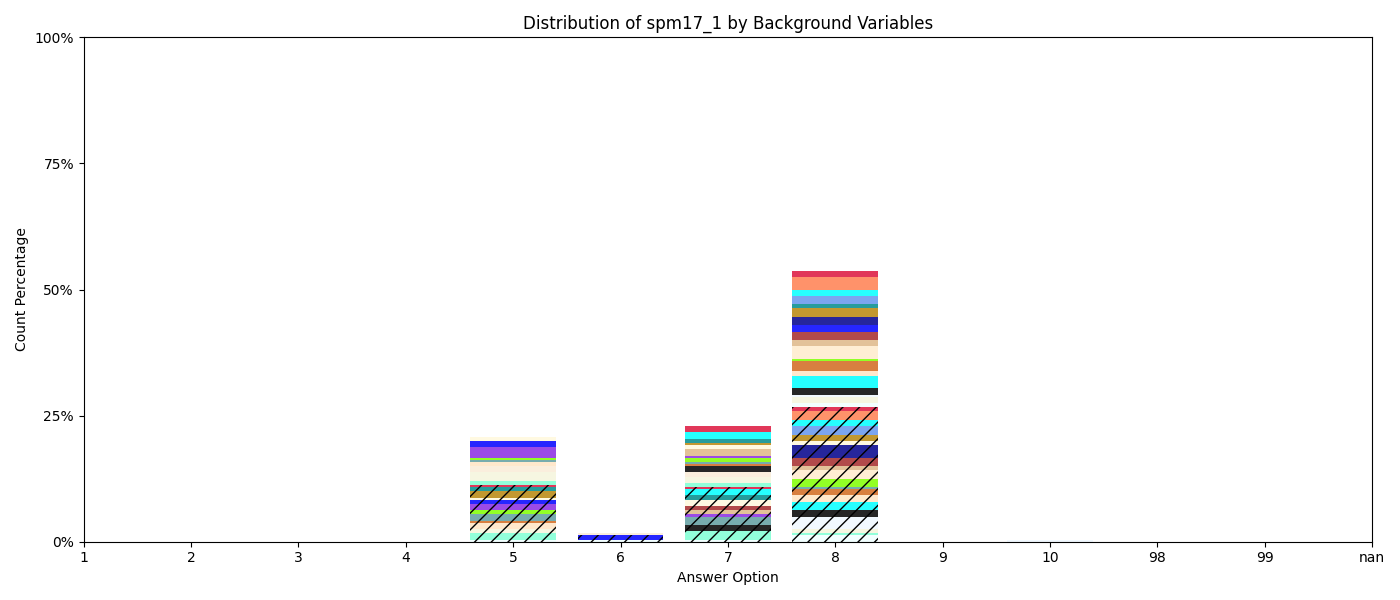 Distribution of spm17_1 by Background Variables
100%
75%
50%
25%
0%
Count Percentage
1 2 3 4 5 6 7 8 9 10 98 99 nan
Answer Option